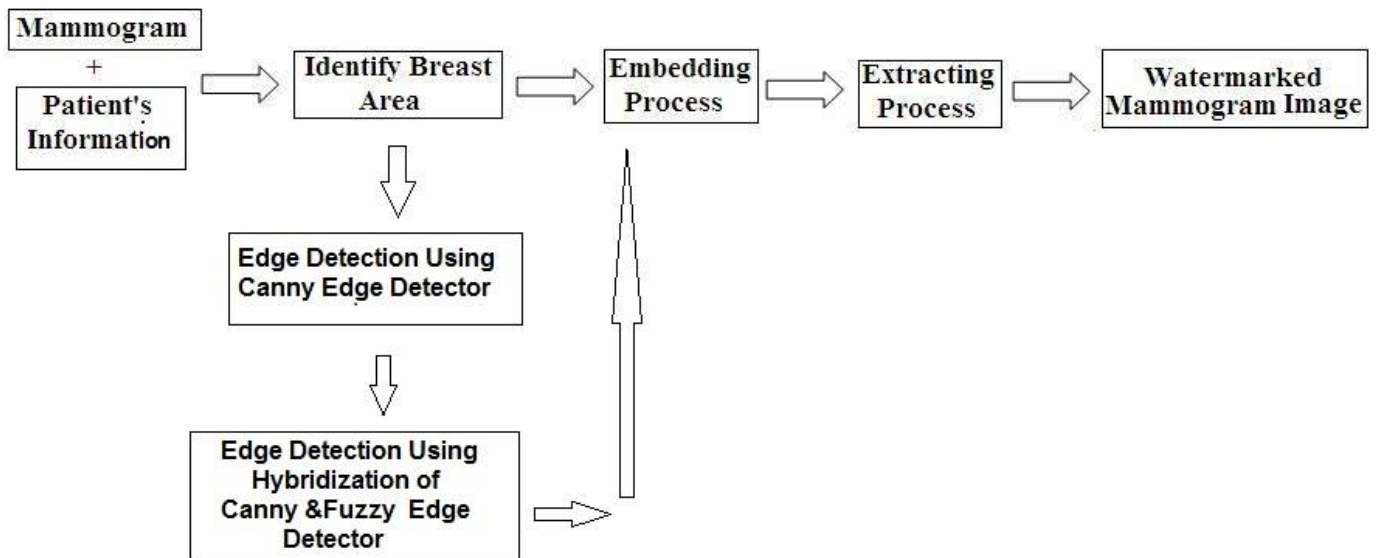 Mammogram
+
Patient's
Information
Identify Breast
Area
Embedding
Process
Extracting
Process
Watermarked
Mammogram Image
Edge Detection Using
Canny Edge Detector
Edge Detection Using
Hybridization of
Canny &Fuzzy Edge
Detector